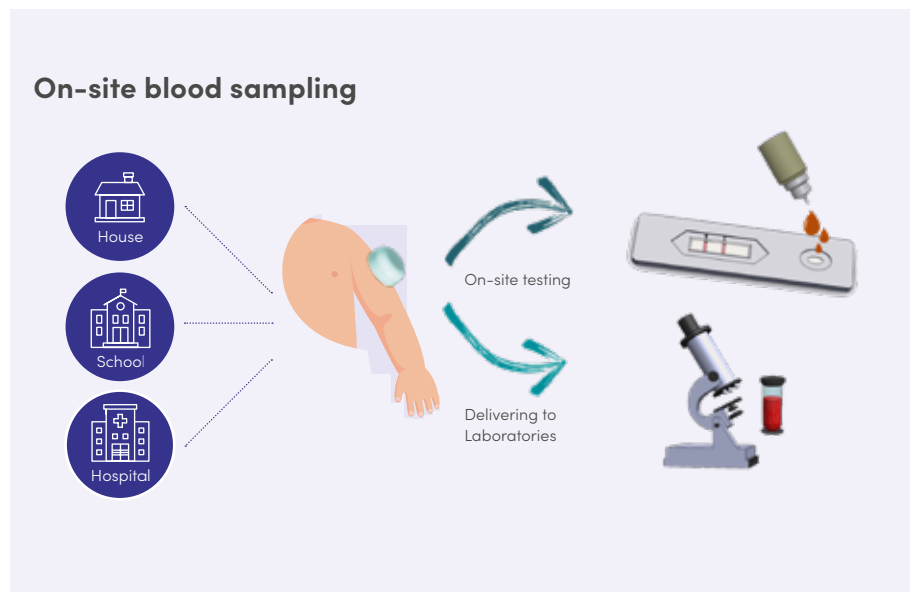 On-site blood sampling
House
School
Hospital
On-site testing
Delivering to
Laboratories